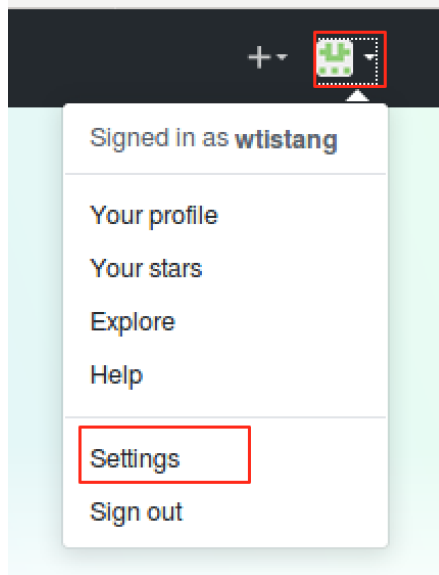 Signed in as wtistang
Your profile
Your stars
Explore
Help
Settings
Sign out